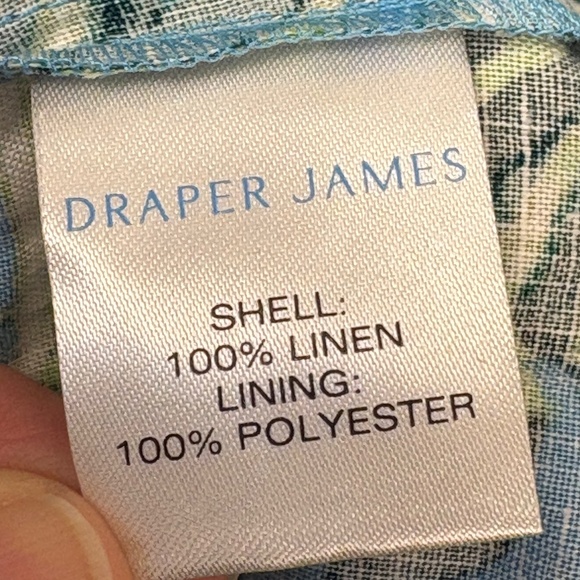 DRAPER JAMES
SHELL:
100% LINEN
LINING:
100% POLYESTER